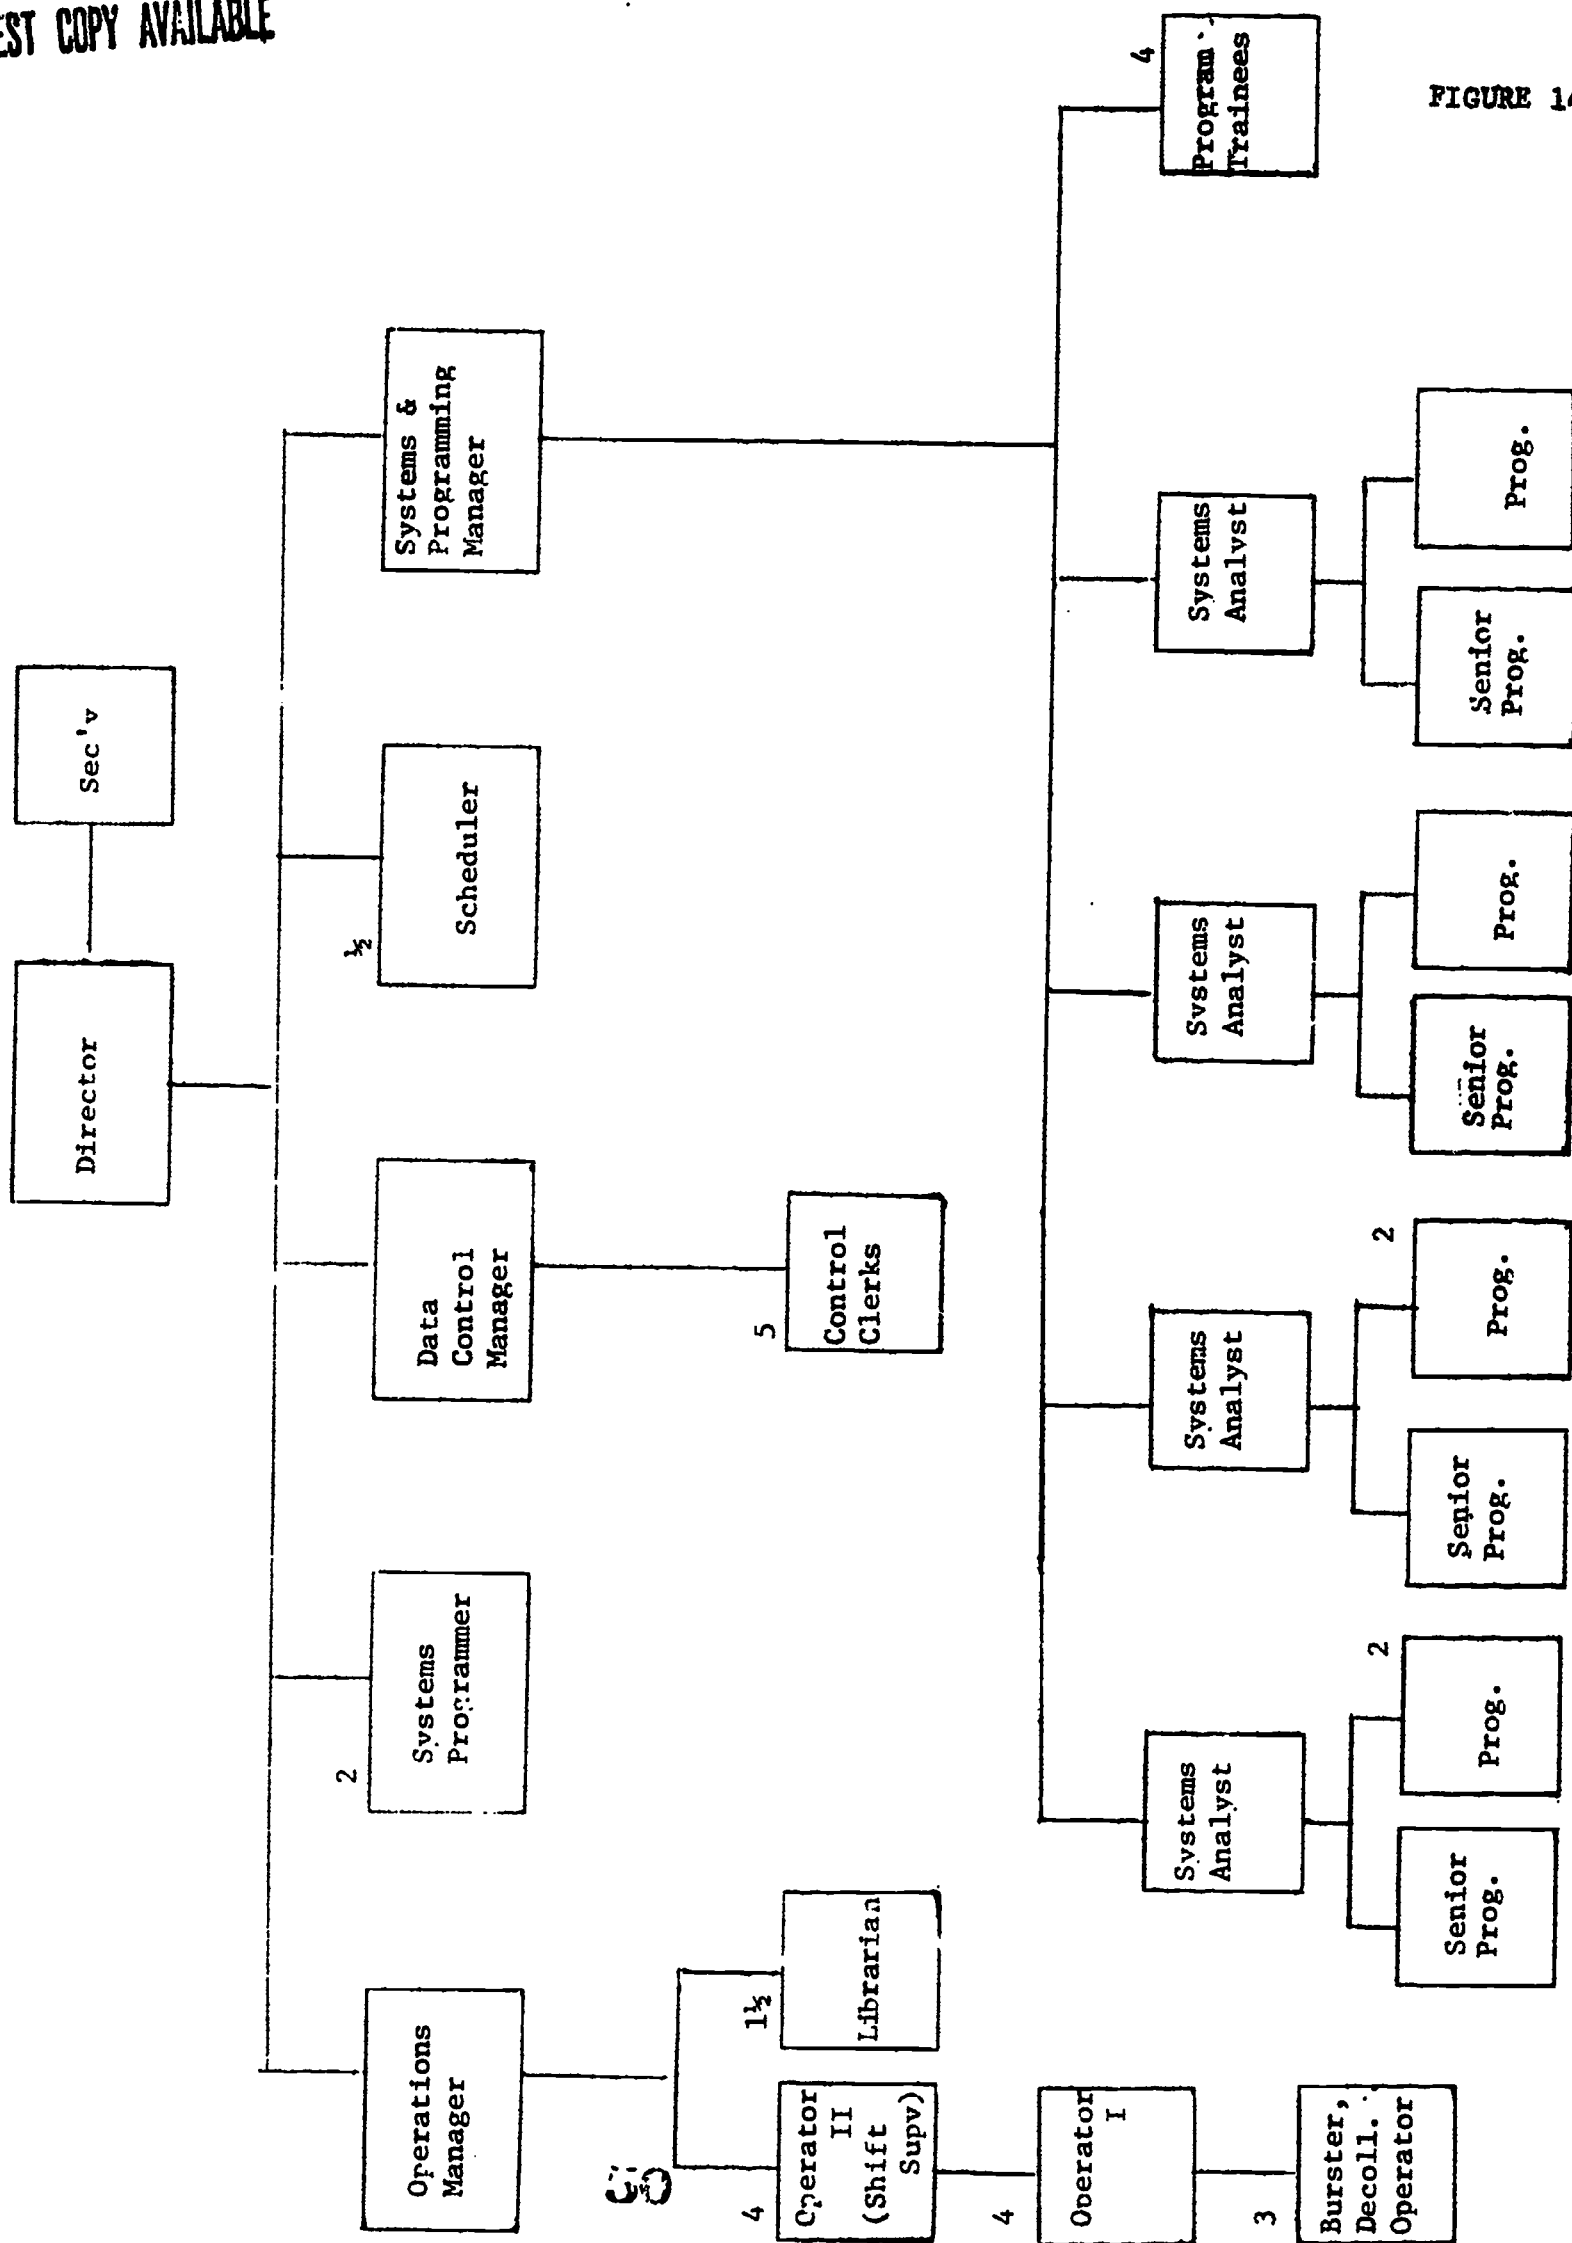 EST COPY AVAILABLE
FIGURE 14
Director
Sec'y
Operations
Manager
2
Systems
Programmer
Data
Control
Manager
½
Scheduler
Systems &
Programming
Manager
4
Operator
II
(Shift
Supv)
1½
Librarian
5
Control
Clerks
4
Operator
I
3
Burster,
Decoll.
Operator
Systems
Analyst
Systems
Analyst
Systems
Analyst
Systems
Analyst
4
Program
Trainees
Senior
Prog.
2
Prog.
Senior
Prog.
2
Prog.
Senior
Prog.
Prog.
Senior
Prog.
Prog.